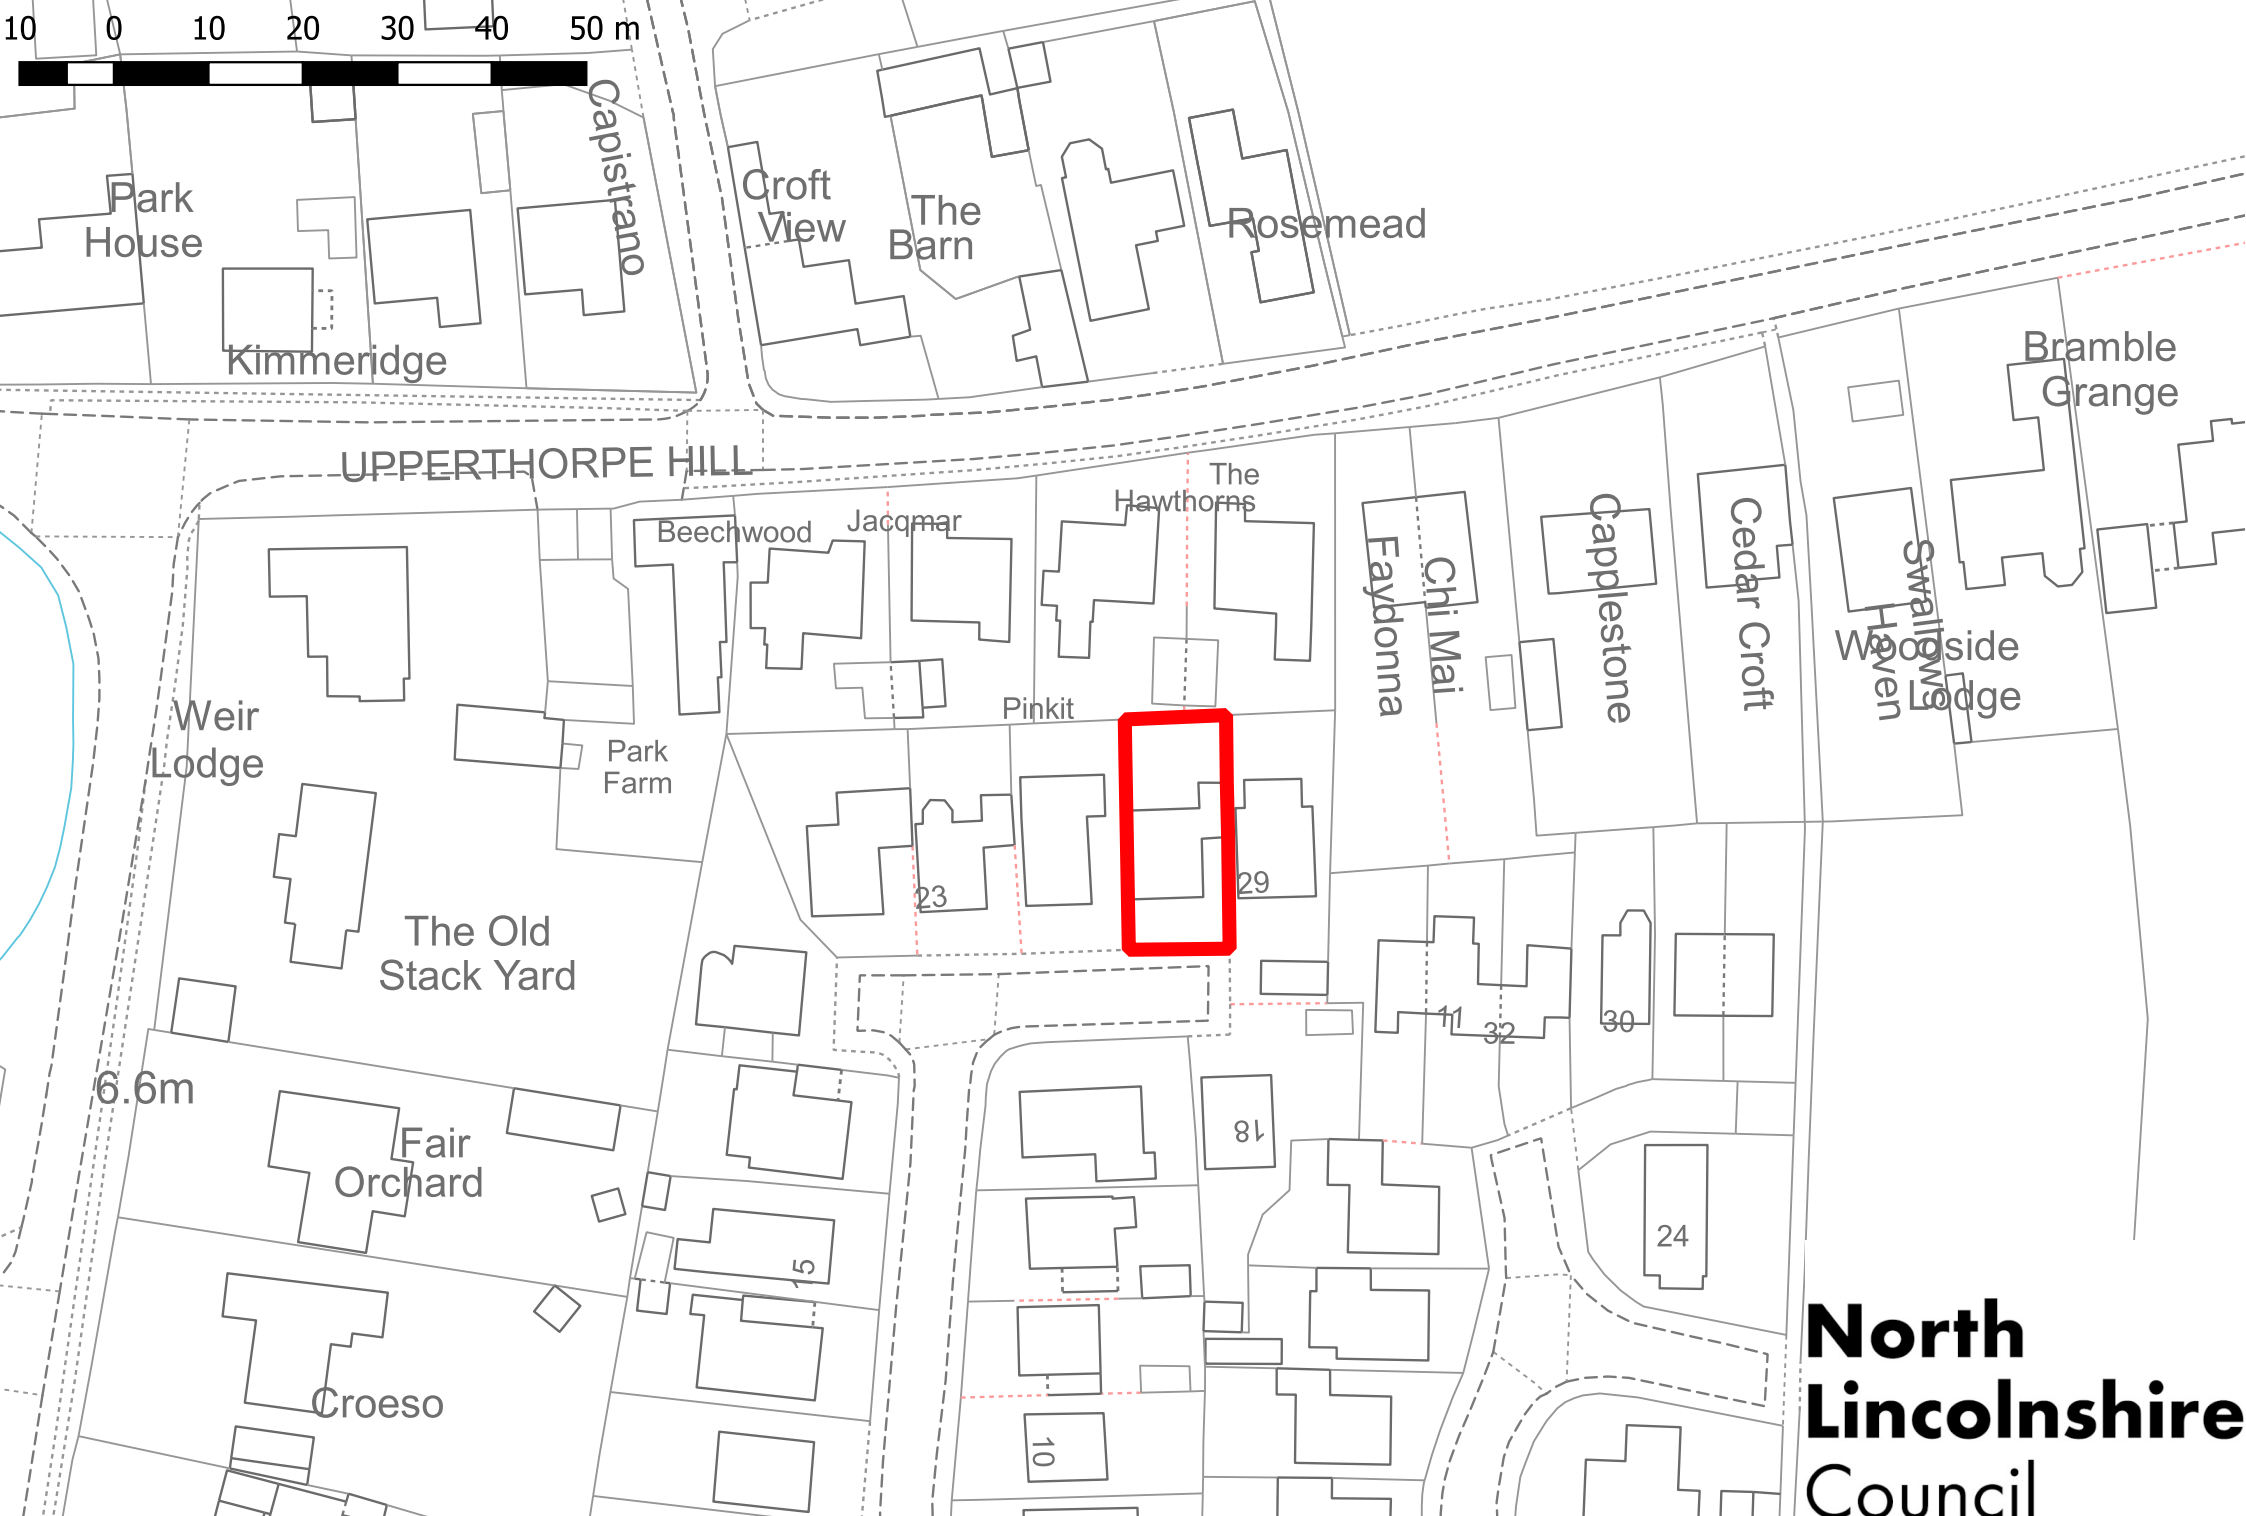 10 0 10 20 30 40 50 m
Capistrano
Park
House
Croft
View
The
Barn
Rosemead
Kimmeridge
Bramble
Grange
UPPERTHORPE HILL
The
Hawthorns
Jacqmar
Beechwood
Faydonna
Chi Mai
Capplestone
Cedar Croft
Swallows
Haven
Woodside
Lodge
Pinkit
Weir
Lodge
Park
Farm
23
29
The Old
Stack Yard
11
32
30
6.6m
Fair
Orchard
18
24
15
Croeso
10
North
Lincolnshire
Council